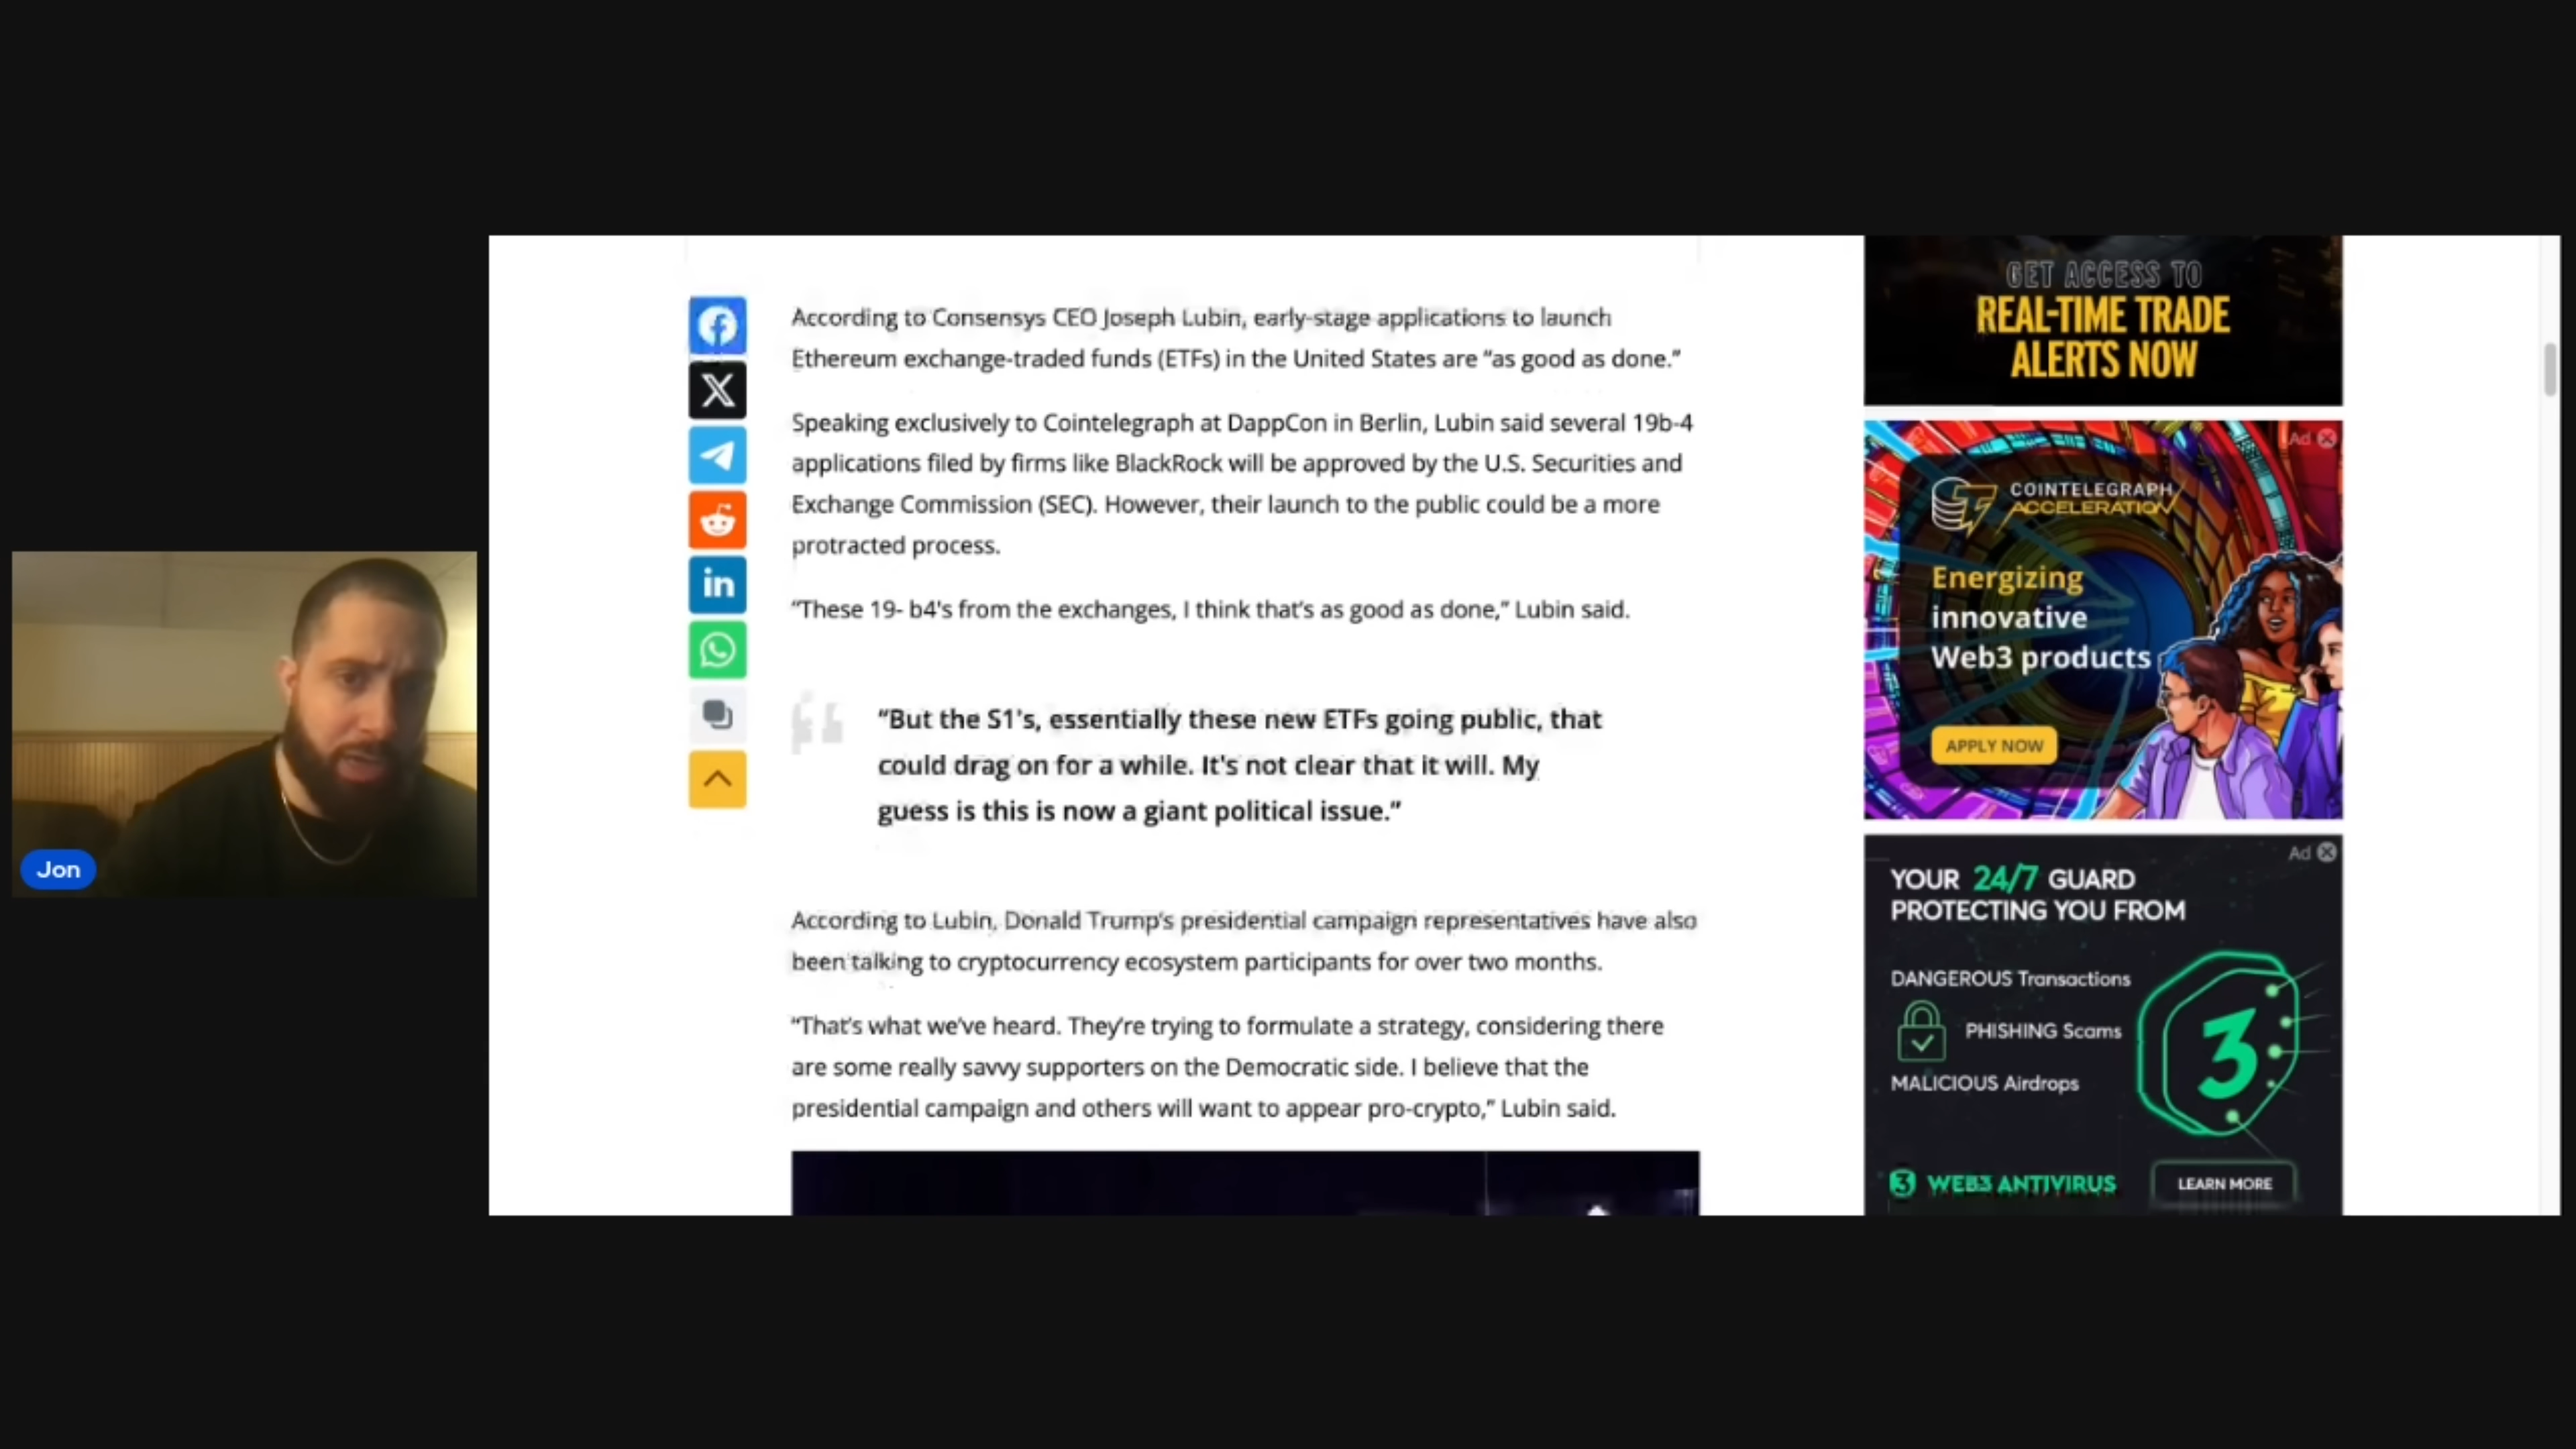 According to Consensys CEO Joseph Lubin, early-stage applications to launch
Ethereum exchange-traded funds (ETFs) in the United States are “as good as done.”
Speaking exclusively to Cointelegraph at DappCon in Berlin, Lubin said several 19b-4
applications filed by firms like BlackRock will be approved by the U.S. Securities and
Exchange Commission (SEC). However, their launch to the public could be a more
protracted process.
“These 19- b4's from the exchanges, I think that’s as good as done,” Lubin said.
“But the S1's, essentially these new ETFs going public, that
could drag on for a while. It's not clear that it will. My
guess is this is now a giant political issue.”
According to Lubin, Donald Trump’s presidential campaign representatives have also
been talking to cryptocurrency ecosystem participants for over two months.
“That’s what we’ve heard. They’re trying to formulate a strategy, considering there
are some really savvy supporters on the Democratic side. I believe that the
presidential campaign and others will want to appear pro-crypto,” Lubin said.
in
Jon
GET ACCESS TO
REAL-TIME TRADE
ALERTS NOW
Ad
COINTELEGRAPH
ACCELERATION
Energizing
innovative
Web3 products
APPLY NOW
Ad
YOUR 24/7 GUARD
PROTECTING YOU FROM
DANGEROUS Transactions
PHISHING Scams
MALICIOUS Airdrops
3
3 WEB3 ANTIVIRUS
LEARN MORE